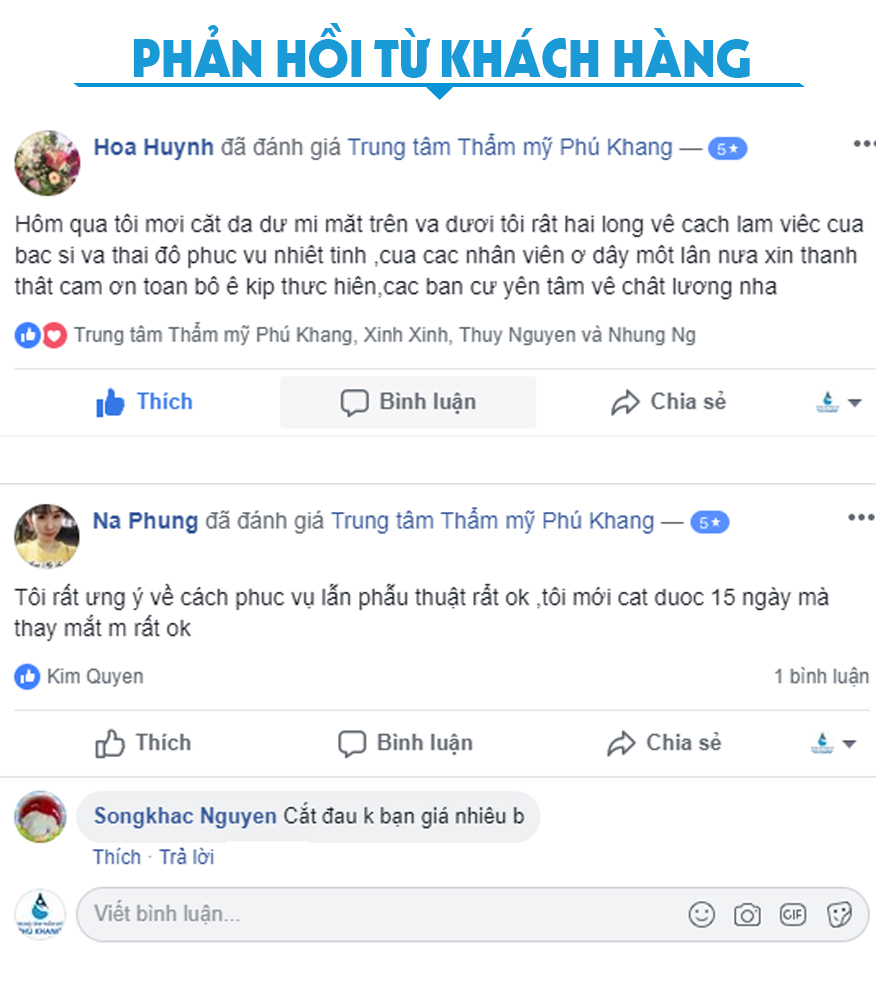 PHẢN HỒI TỪ KHÁCH HÀNG
Hoa Huynh đã đánh giá Trung tâm Thẩm mỹ Phú Khang — 5★
Hôm qua tôi mơi căt da dư mi măt trên va dươi tôi rât hai long vê cach lam viêc cua
bac si va thai đô phuc vu nhiêt tinh ,cua cac nhân viên ơ dây môt lân nưa xin thanh
thât cam ơn toan bô ê kip thưc hiên,cac ban cư yên tâm vê chât lương nha
Trung tâm Thẩm mỹ Phú Khang, Xinh Xinh, Thuy Nguyen và Nhung Ng
Thích Bình luận Chia sẻ
Na Phung đã đánh giá Trung tâm Thẩm mỹ Phú Khang — 5★
Tôi rất ưng ý về cách phuc vụ lẫn phẫu thuật rẩt ok ,tôi mới cat duoc 15 ngày mà
thay mắt m rất ok
Kim Quyen 1 bình luận
Thích Bình luận Chia sẻ
Songkhac Nguyen Cắt đau k bạn giá nhiêu b
Thích · Trả lời
Viết bình luận...
GIF
PHÚ KHANG